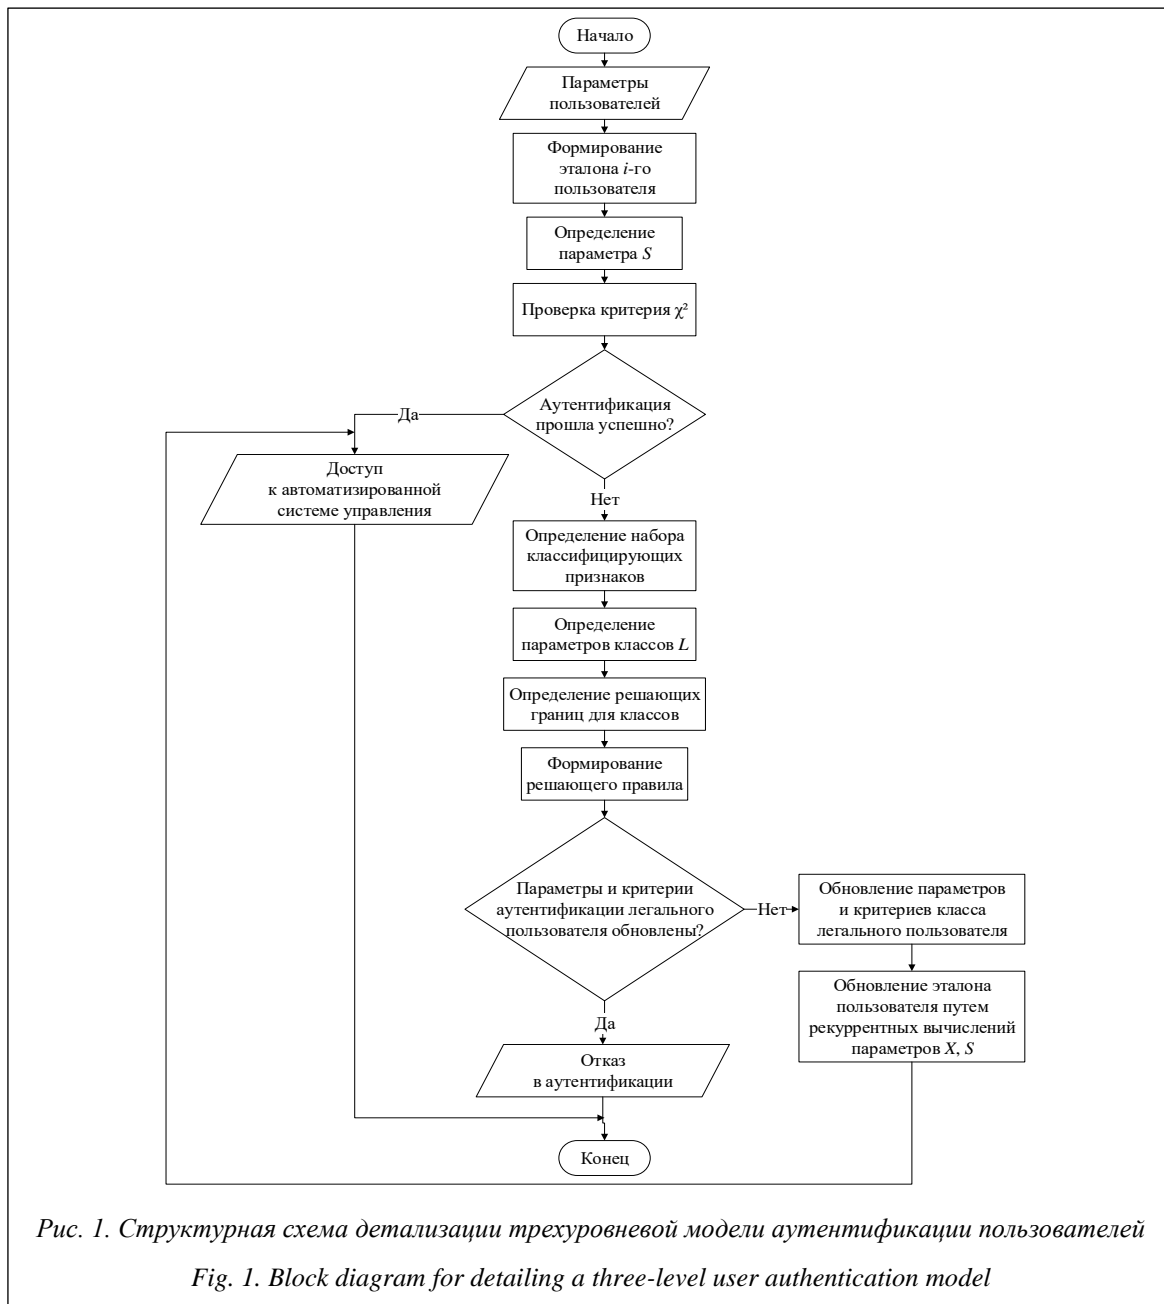 Начало
Параметры
пользователей
Формирование
эталона i-го
пользователя
Определение
параметра S
Проверка критерия χ²
Аутентификация
прошла успешно?
Да
Доступ
к автоматизированной
системе управления
Нет
Определение набора
классифицирующих
признаков
Определение
параметров классов L
Определение решающих
границ для классов
Формирование
решающего правила
Параметры и критерии
аутентификации легального
пользователя обновлены?
Нет
Обновление параметров
и критериев класса
легального пользователя
Обновление эталона
пользователя путем
рекуррентных вычислений
параметров X, S
Да
Отказ
в аутентификации
Конец
Рис. 1. Структурная схема детализации трехуровневой модели аутентификации пользователей
Fig. 1. Block diagram for detailing a three-level user authentication model